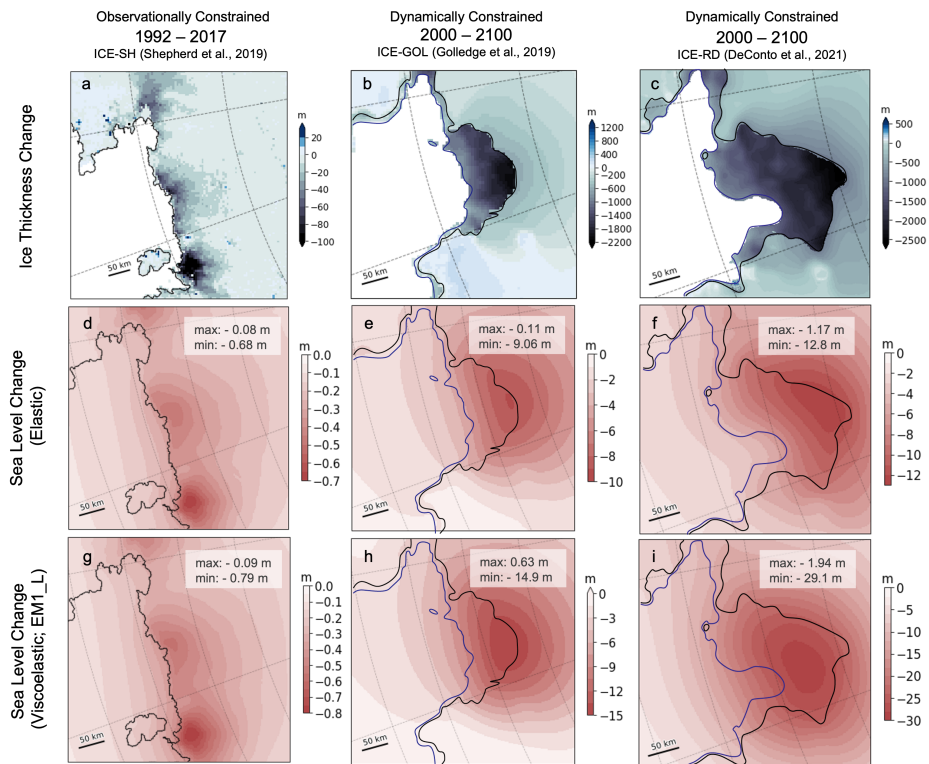 Observationally Constrained
1992 – 2017
ICE-SH (Shepherd et al., 2019)
Dynamically Constrained
2000 – 2100
ICE-GOL (Golledge et al., 2019)
Dynamically Constrained
2000 – 2100
ICE-RD (DeConto et al., 2021)
Ice Thickness Change
a
50 km
m
20
0
−20
−40
−60
−80
−100
b
50 km
m
1200
800
400
0
−200
−600
−1000
−1400
−1800
−2200
c
50 km
m
500
0
−500
−1000
−1500
−2000
−2500
Sea Level Change
(Elastic)
d
max: - 0.08 m
min: - 0.68 m
50 km
m
0.0
−0.1
−0.2
−0.3
−0.4
−0.5
−0.6
−0.7
e
max: - 0.11 m
min: - 9.06 m
50 km
m
0
−2
−4
−6
−8
−10
f
max: - 1.17 m
min: - 12.8 m
50 km
m
0
−2
−4
−6
−8
−10
−12
Sea Level Change
(Viscoelastic; EM1_L)
g
max: - 0.09 m
min: - 0.79 m
50 km
m
0.0
−0.1
−0.2
−0.3
−0.4
−0.5
−0.6
−0.7
−0.8
h
max: 0.63 m
min: - 14.9 m
50 km
m
0
−3
−6
−9
−12
−15
i
max: - 1.94 m
min: - 29.1 m
50 km
m
0
−5
−10
−15
−20
−25
−30